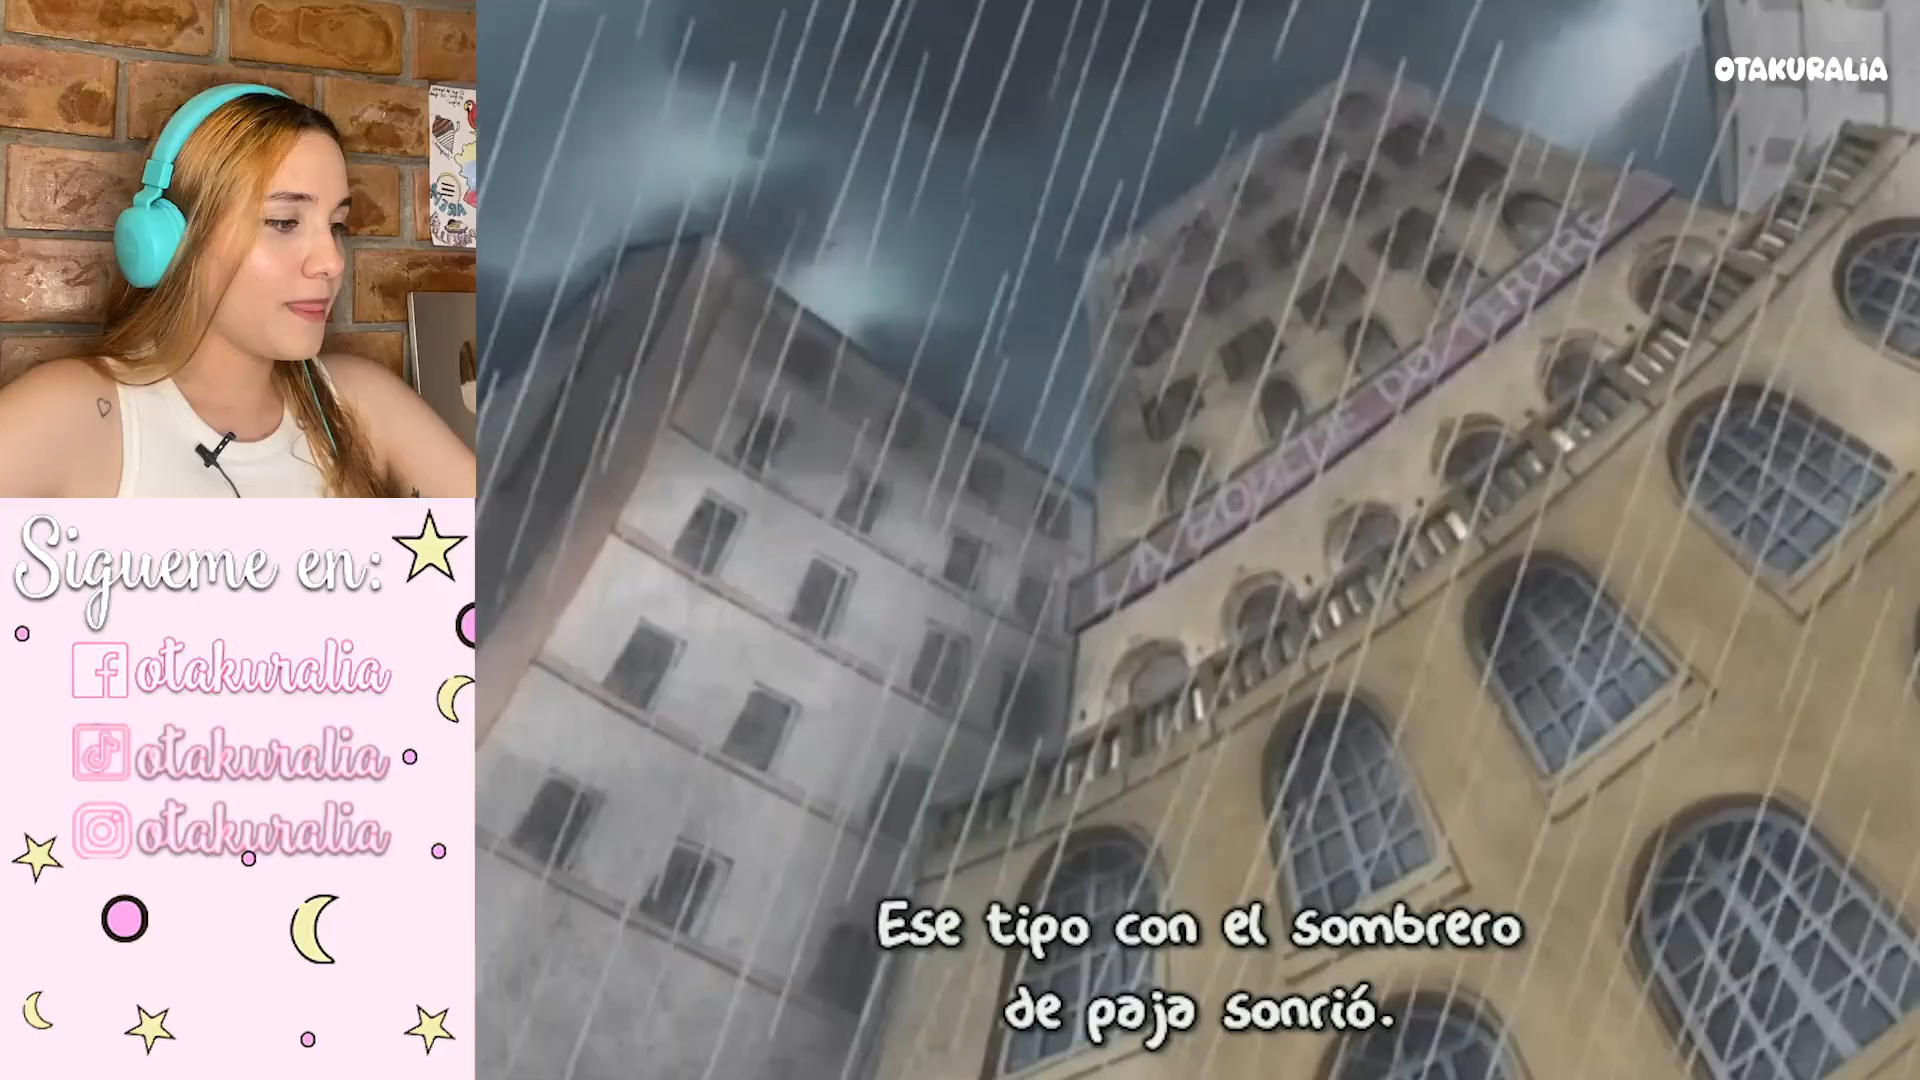 OTAKURALIA
Sigueme en:
otakuralia
otakuralia
otakuralia
Ese tipo con el sombrero
de paja sonrió.